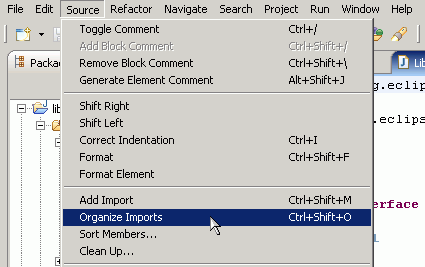 File Edit Source Refactor Navigate Search Project Run Window Help
Toggle Comment Ctrl+/
Add Block Comment Ctrl+Shift+/
Remove Block Comment Ctrl+Shift+\
Generate Element Comment Alt+Shift+J
Shift Right
Shift Left
Correct Indentation Ctrl+I
Format Ctrl+Shift+F
Format Element
Add Import Ctrl+Shift+M
Organize Imports Ctrl+Shift+O
Sort Members...
Clean Up...
Packa
Lib
lib
g.eclips
.eclips
erface